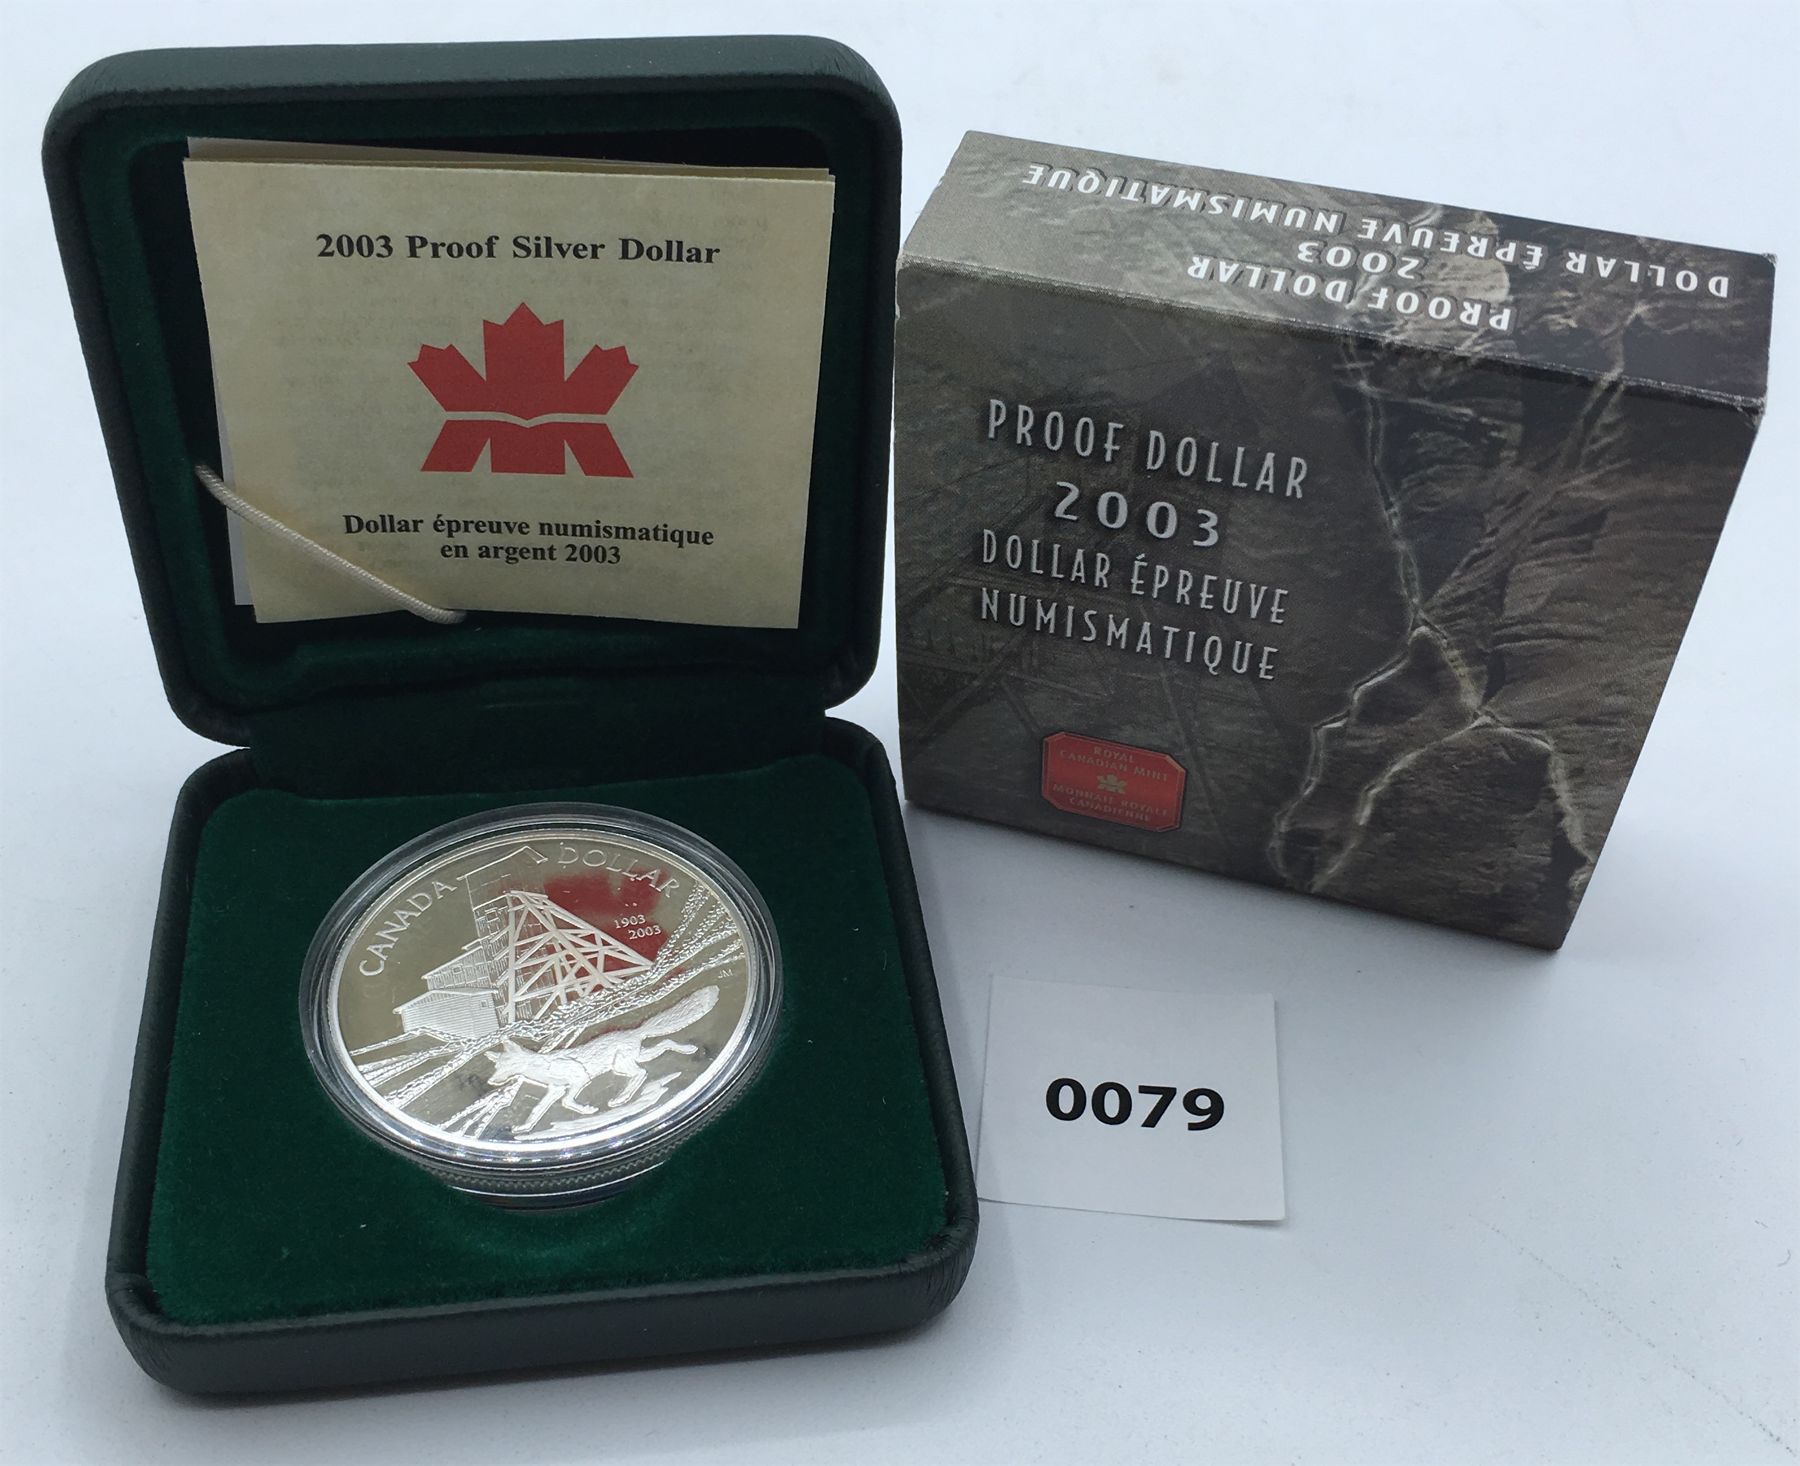 2003 Proof Silver Dollar
Dollar épreuve numismatique
en argent 2003
PROOF DOLLAR
2003
DOLLAR ÉPREUVE NUMISMATIQUE
PROOF DOLLAR
2003
DOLLAR ÉPREUVE
NUMISMATIQUE
ROYAL
CANADIAN MINT
MONNAIE ROYALE
CANADIENNE
CANADA DOLLAR
1903
2003
JM
0079